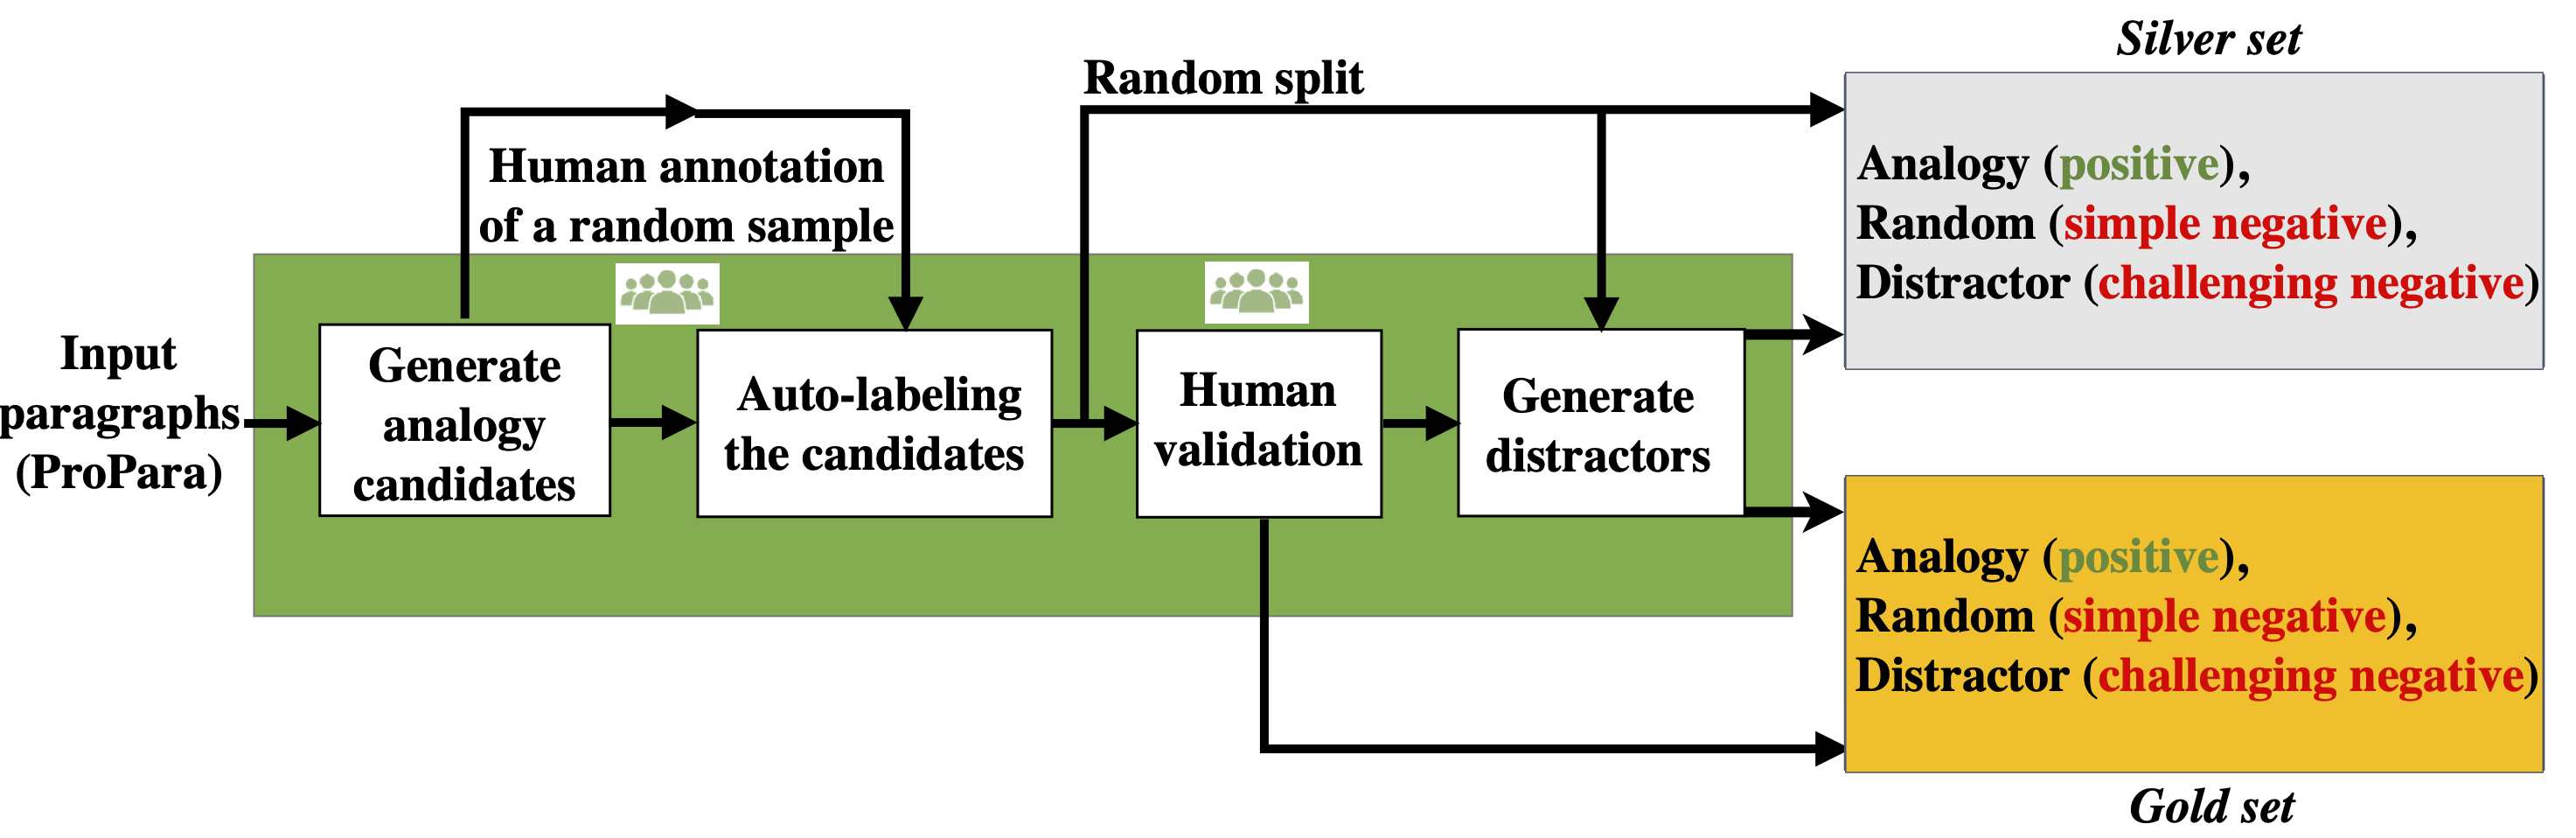 Silver set
Random split
Human annotation
of a random sample
Input
paragraphs
(ProPara)
Generate
analogy
candidates
Auto-labeling
the candidates
Human
validation
Generate
distractors
Analogy (positive),
Random (simple negative),
Distractor (challenging negative)
Analogy (positive),
Random (simple negative),
Distractor (challenging negative)
Gold set